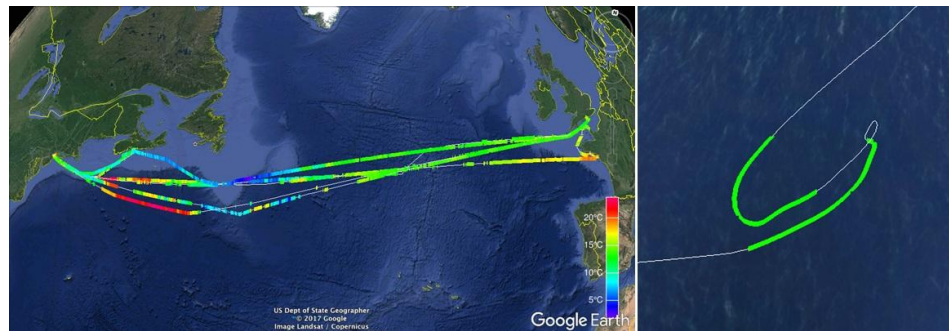 20°C
15°C
10°C
5°C
US Dept of State Geographer
© 2017 Google
Image Landsat / Copernicus
Google Earth